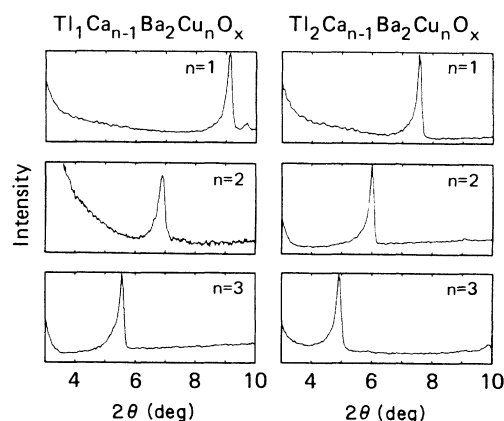 Tl₁Caₙ₋₁Ba₂CuₙOₓ
Tl₂Caₙ₋₁Ba₂CuₙOₓ
n=1
n=1
Intensity
n=2
n=2
n=3
n=3
4 6 8 10
4 6 8 10
2θ (deg)
2θ (deg)